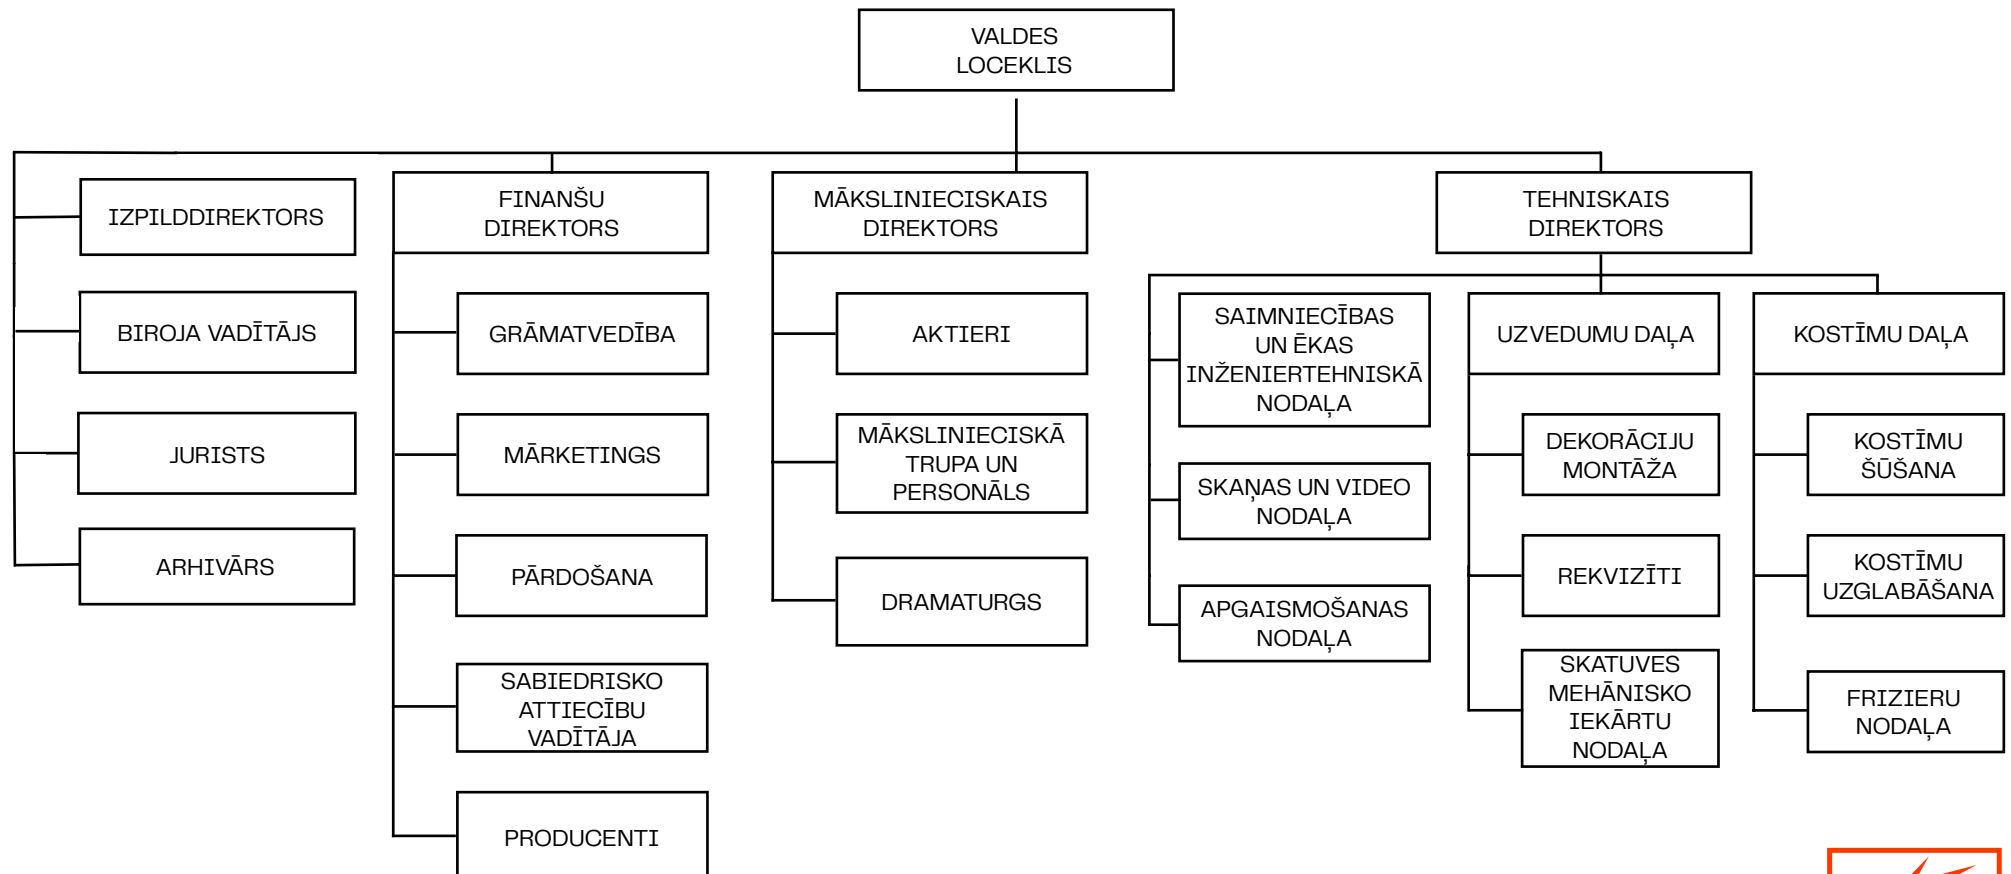 VALDES
LOCEKLIS
IZPILDDIREKTORS
BIROJA VADĪTĀJS
JURISTS
ARHIVĀRS
FINANŠU
DIREKTORS
GRĀMATVEDĪBA
MĀRKETINGS
PĀRDOŠANA
SABIEDRISKO
ATTIECĪBU
VADĪTĀJA
PRODUCENTI
MĀKSLINIECISKAIS
DIREKTORS
AKTIERI
MĀKSLINIECISKĀ
TRUPA UN
PERSONĀLS
DRAMATURGS
TEHNISKAIS
DIREKTORS
SAIMNIECĪBAS
UN ĒKAS
INŽENIERTEHNISKĀ
NODAĻA
SKAŅAS UN VIDEO
NODAĻA
APGAISMOŠANAS
NODAĻA
UZVEDUMU DAĻA
DEKORĀCIJU
MONTĀŽA
REKVIZĪTI
SKATUVES
MEHĀNISKO
IEKĀRTU
NODAĻA
KOSTĪMU DAĻA
KOSTĪMU
ŠŪŠANA
KOSTĪMU
UZGLABĀŠANA
FRIZIERU
NODAĻA